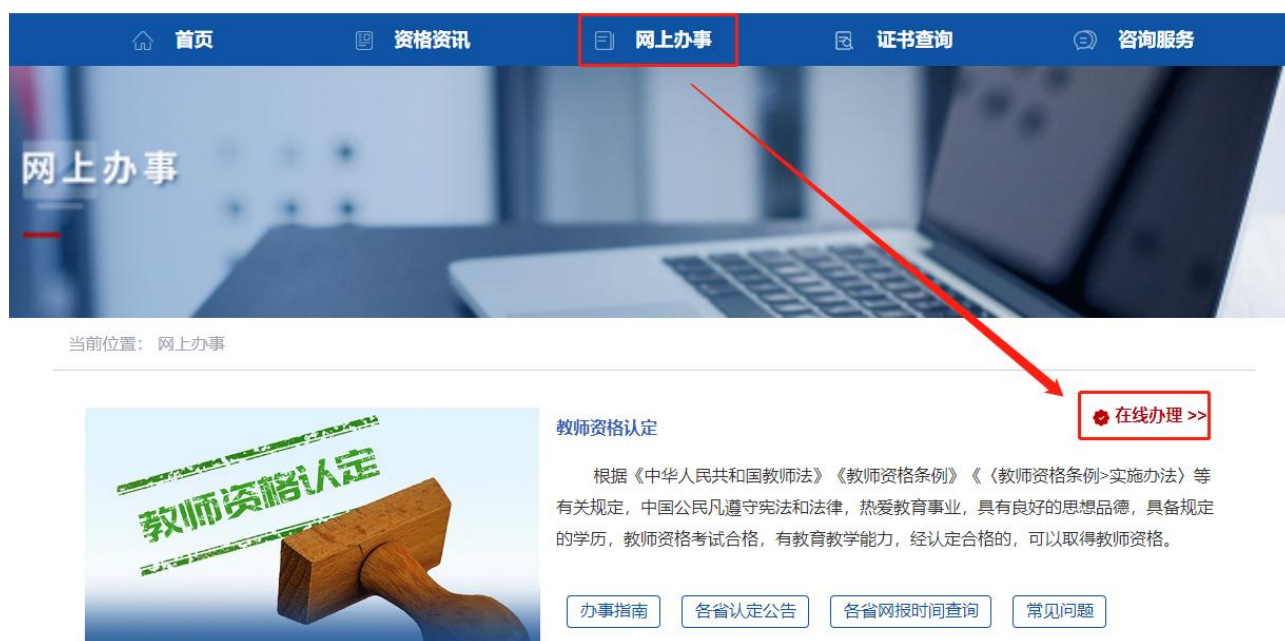 首页 资格资讯 网上办事 证书查询 咨询服务
网上办事
当前位置： 网上办事
教师资格认定
教师资格认定
在线办理 >>
根据《中华人民共和国教师法》《教师资格条例》《〈教师资格条例>实施办法〉等
有关规定，中国公民凡遵守宪法和法律，热爱教育事业，具有良好的思想品德，具备规定
的学历，教师资格考试合格，有教育教学能力，经认定合格的，可以取得教师资格。
办事指南 各省认定公告 各省网报时间查询 常见问题